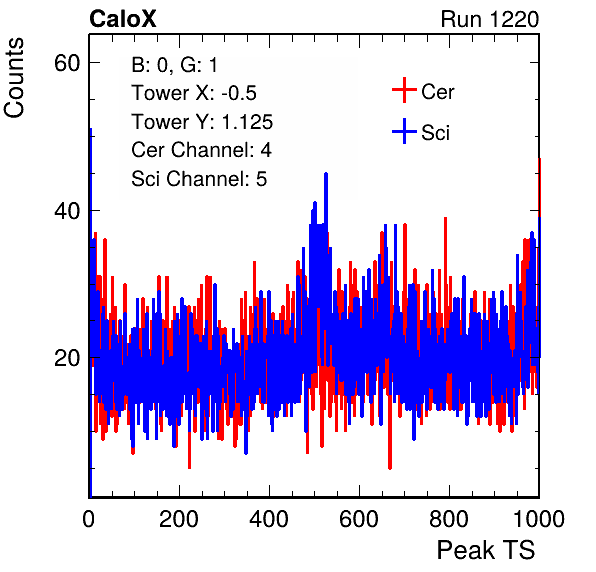 CaloX Run 1220
Counts
60
40
20
B: 0, G: 1
Tower X: -0.5
Tower Y: 1.125
Cer Channel: 4
Sci Channel: 5
Cer
Sci
0 200 400 600 800 1000
Peak TS